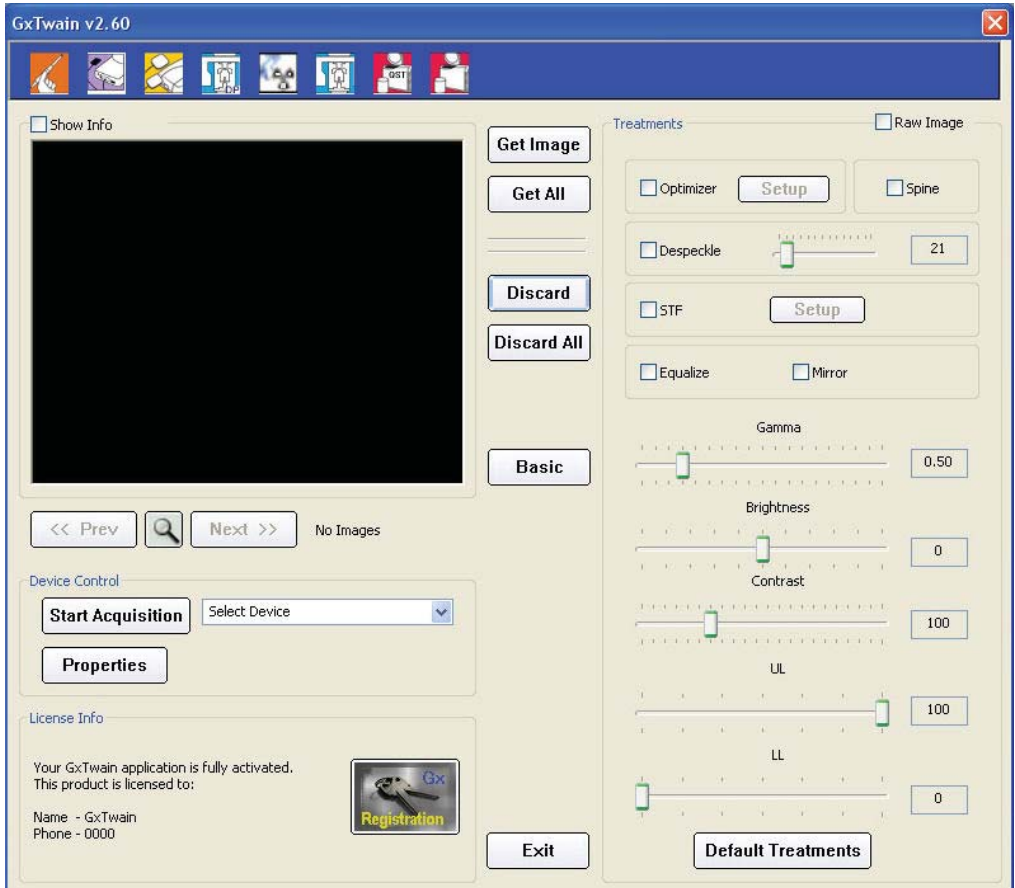 GxTwain v2.60
DP
QST
Show Info
Get Image
Get All
Discard
Discard All
Basic
<< Prev
Next >>
No Images
Device Control
Start Acquisition
Select Device
Properties
License Info
Your GxTwain application is fully activated.
This product is licensed to:
Name - GxTwain
Phone - 0000
Gx
Registration
Exit
Treatments
Raw Image
Optimizer
Setup
Spine
Despeckle
21
STF
Setup
Equalize
Mirror
Gamma
0.50
Brightness
0
Contrast
100
UL
100
LL
0
Default Treatments